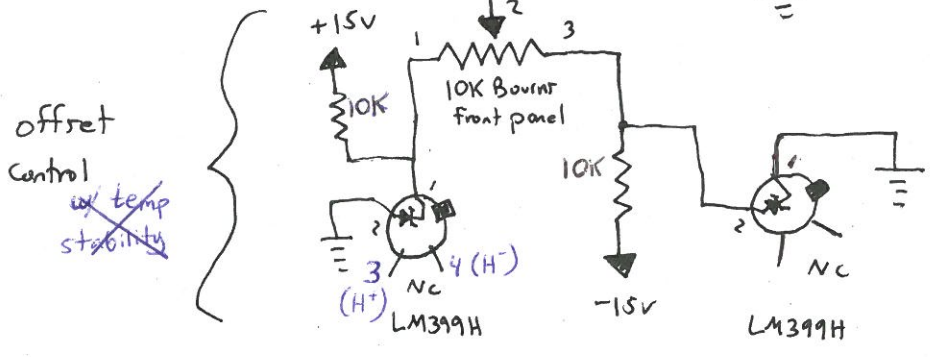 2
+15v
1
3
10K
10K Bourns
front panel
offset
control
w/ temp
stability
10K
1
2
1
2
3
(H+)
4 (H-)
NC
LM399H
-15v
NC
LM399H